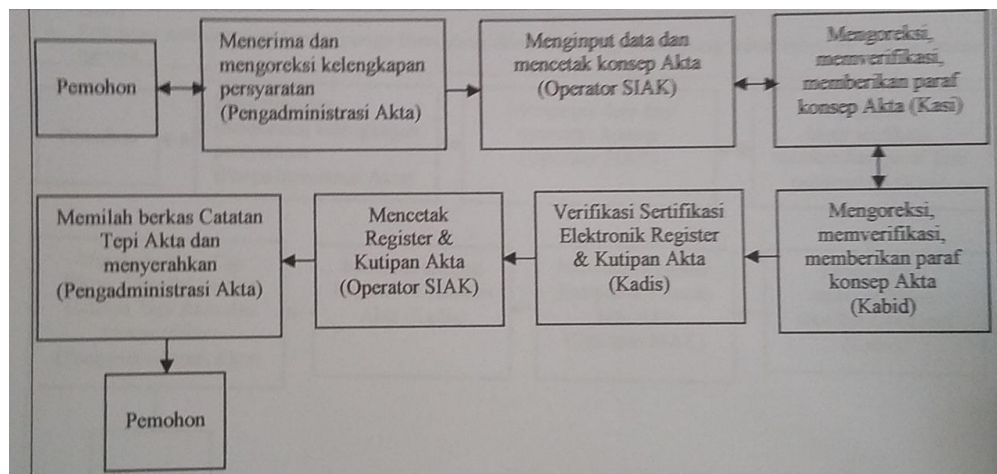 Pemohon
Menerima dan
mengoreksi kelengkapan
persyaratan
(Pengadministrasi Akta)
Menginput data dan
mencetak konsep Akta
(Operator SIAK)
Mengoreksi,
memverifikasi,
memberikan paraf
konsep Akta (Kasi)
Mengoreksi,
memverifikasi,
memberikan paraf
konsep Akta
(Kabid)
Verifikasi Sertifikasi
Elektronik Register
& Kutipan Akta
(Kadis)
Mencetak
Register &
Kutipan Akta
(Operator SIAK)
Memilah berkas Catatan
Tepi Akta dan
menyerahkan
(Pengadministrasi Akta)
Pemohon